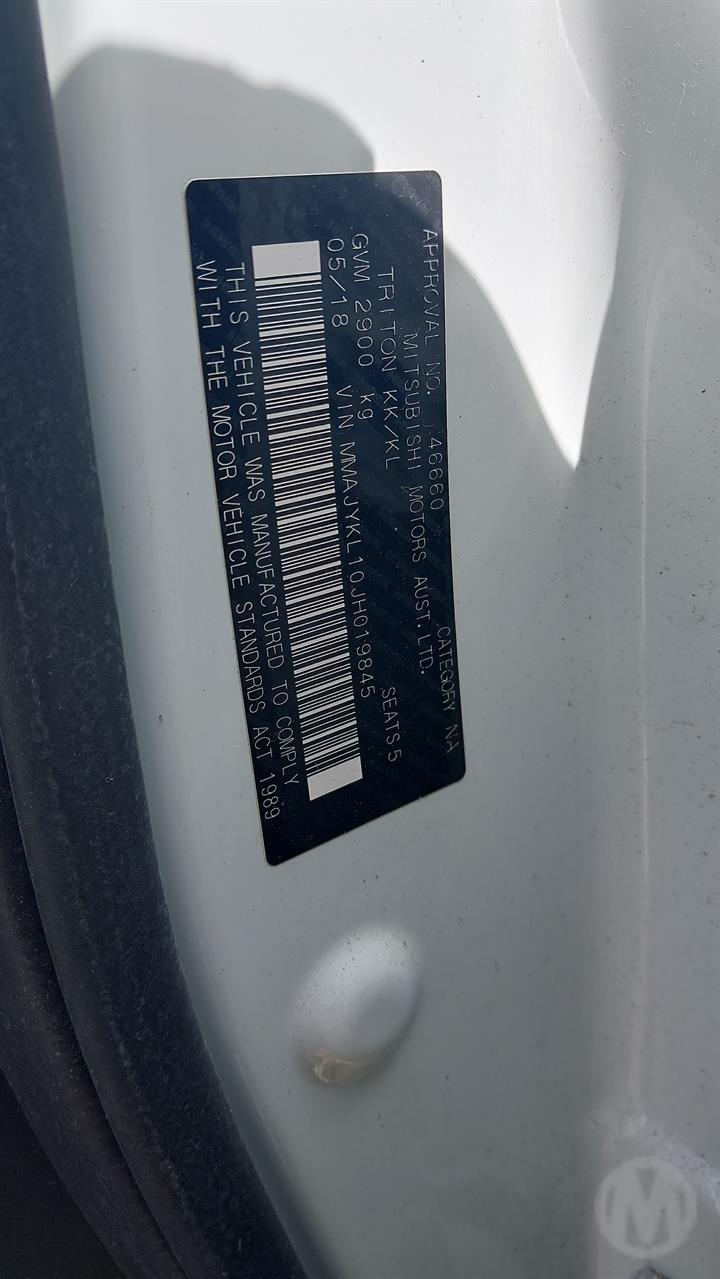 APPROVAL NO. 46660 CATEGORY NA
MITSUBISHI MOTORS AUST. LTD.
TRITON KK/KL
GVM 2900 kg SEATS 5
05/18 VIN MMAJYKL10JH019845
THIS VEHICLE WAS MANUFACTURED TO COMPLY
WITH THE MOTOR VEHICLE STANDARDS ACT 1989
M